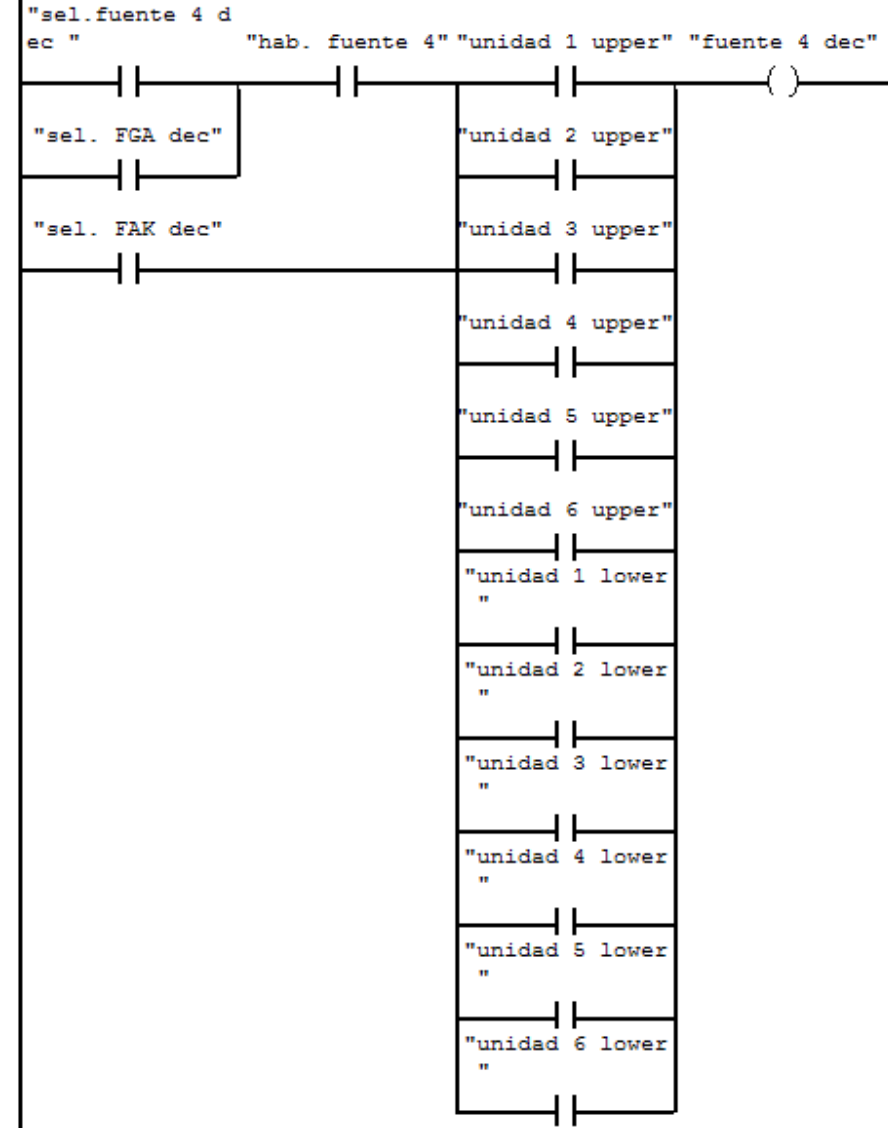 "sel.fuente 4 d
ec "
"hab. fuente 4"
"unidad 1 upper"
"fuente 4 dec"
"sel. FGA dec"
"unidad 2 upper"
"sel. FAK dec"
"unidad 3 upper"
"unidad 4 upper"
"unidad 5 upper"
"unidad 6 upper"
"unidad 1 lower
"
"unidad 2 lower
"
"unidad 3 lower
"
"unidad 4 lower
"
"unidad 5 lower
"
"unidad 6 lower
"